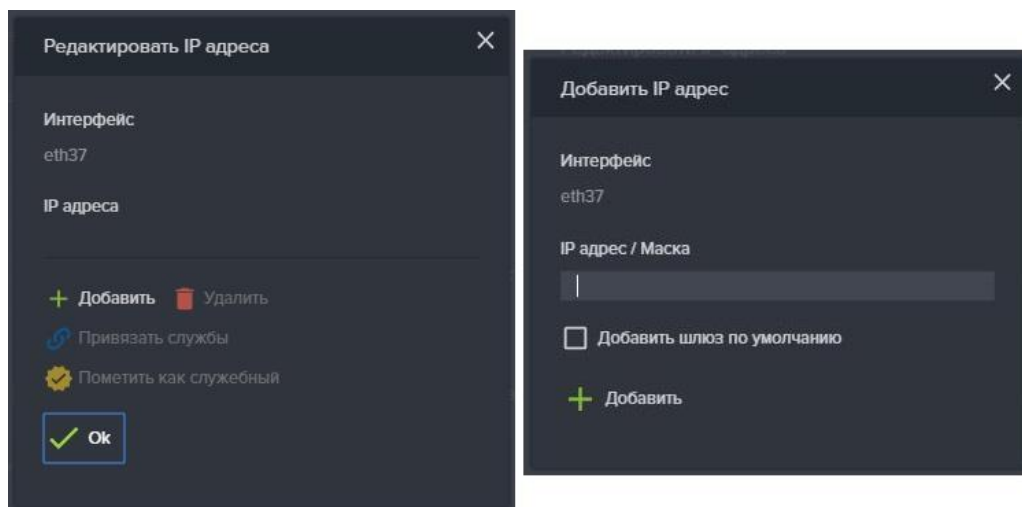 Редактировать IP адреса
Интерфейс
eth37
IP адреса
Добавить Удалить
Привязать службы
Пометить как служебный
Ok
Добавить IP адрес
Интерфейс
eth37
IP адрес / Маска
Добавить шлюз по умолчанию
Добавить